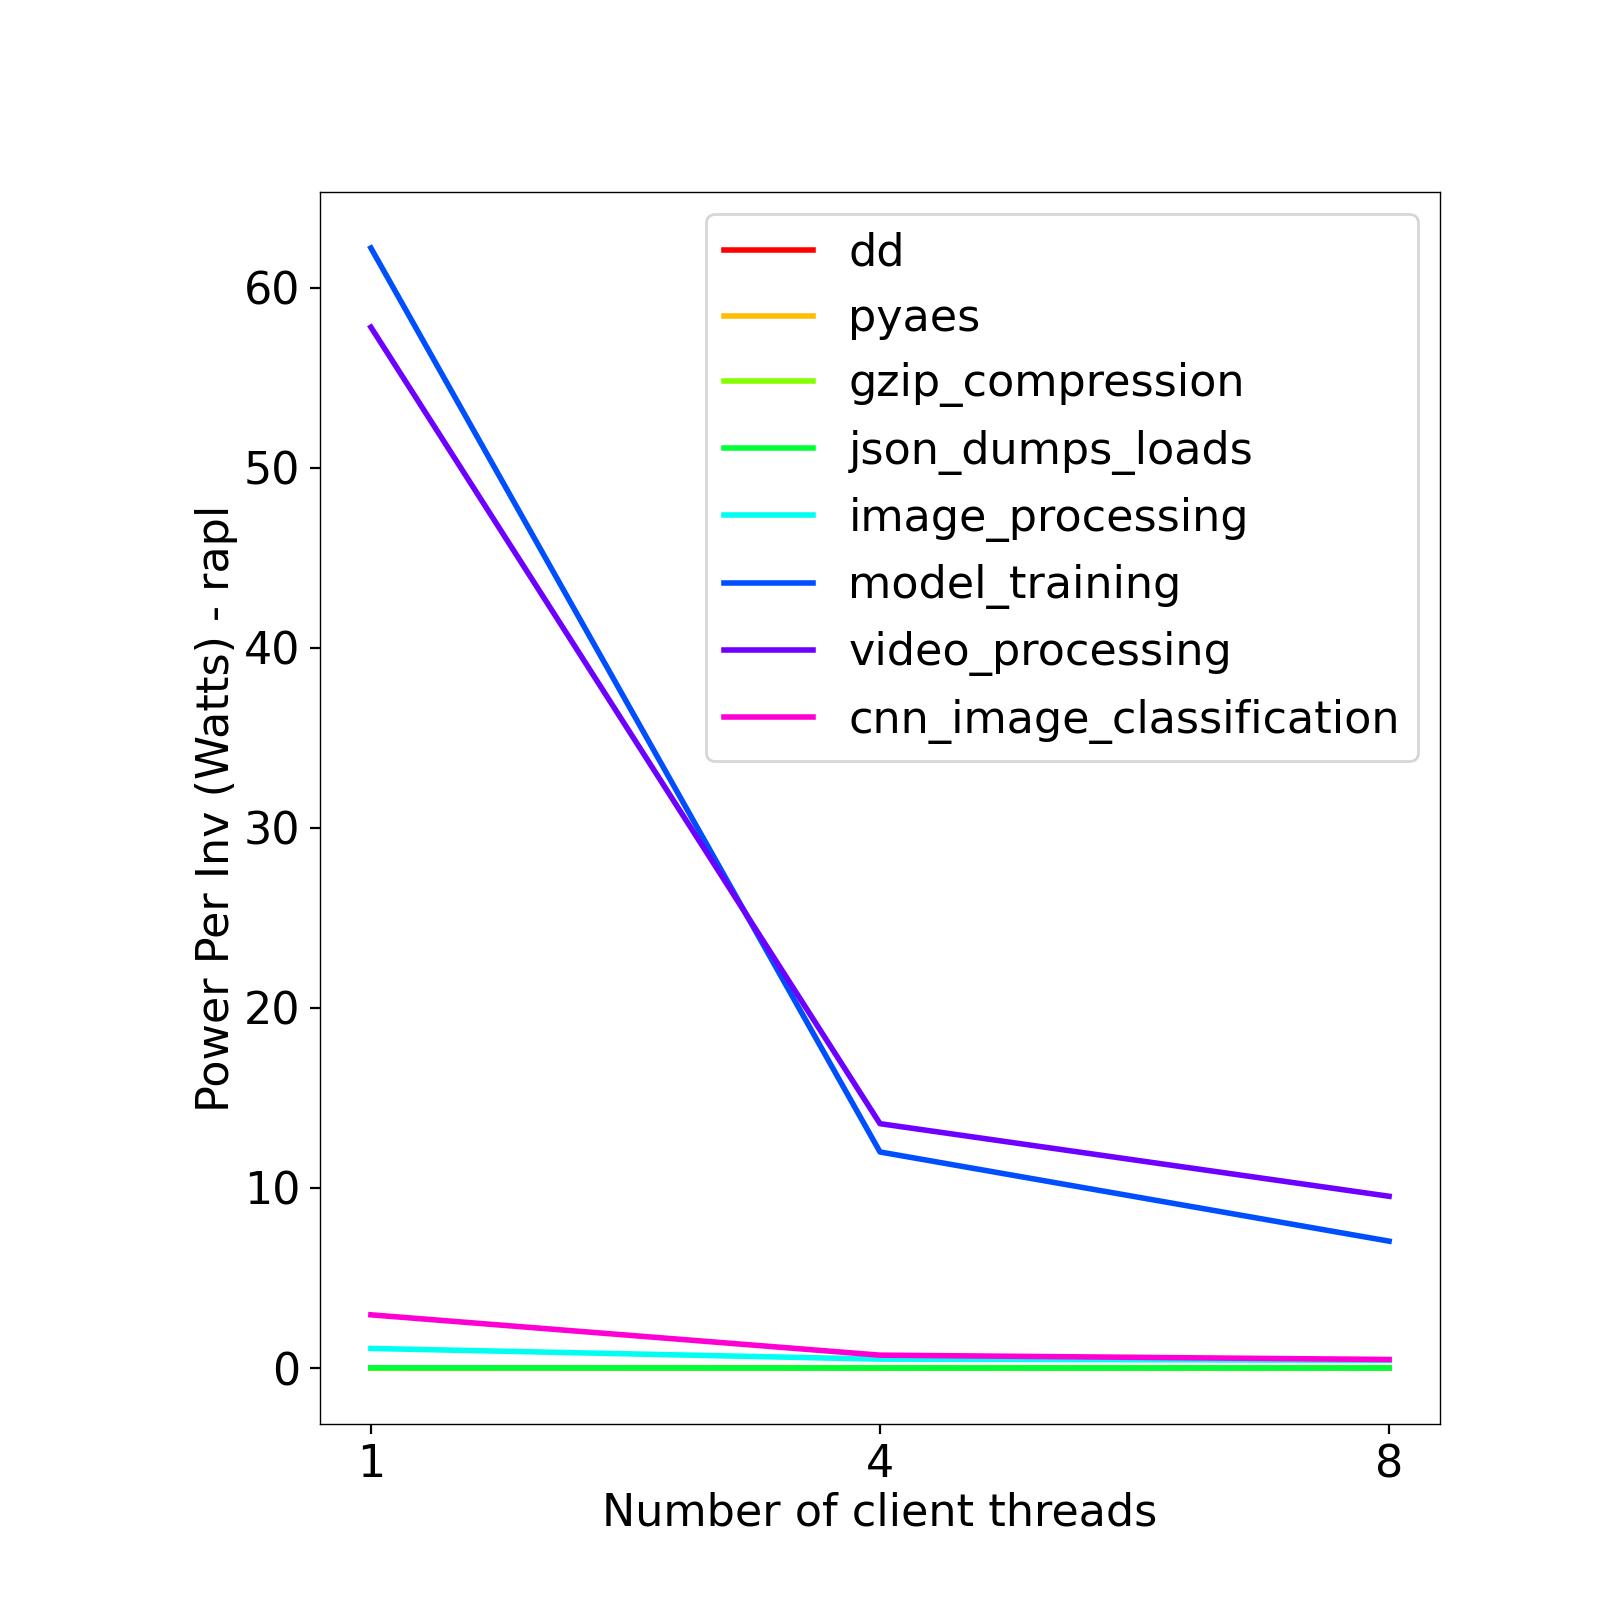 dd
pyaes
gzip_compression
json_dumps_loads
image_processing
model_training
video_processing
cnn_image_classification
Power Per Inv (Watts) - rapl
60
50
40
30
20
10
0
1 4 8
Number of client threads